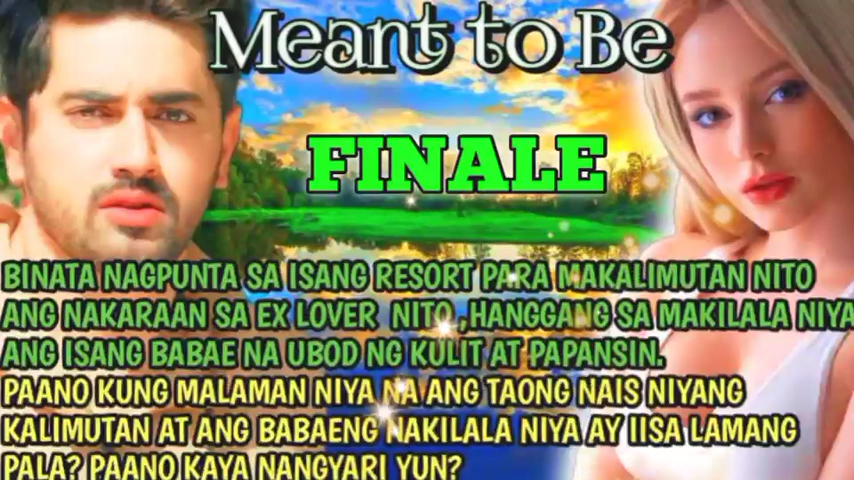 Meant to Be
FINALE
BINATA NAGPUNTA SA ISANG RESORT PARA MAKALIMUTAN NITO
ANG NAKARAAN SA EX LOVER NITO ,HANGGANG SA MAKILALA NIYA
ANG ISANG BABAE NA UBOD NG KULIT AT PAPANSIN.
PAANO KUNG MALAMAN NIYA NA ANG TAONG NAIS NIYANG
KALIMUTAN AT ANG BABAENG NAKILALA NIYA AY IISA LAMANG
PALA? PAANO KAYA NANGYARI YUN?